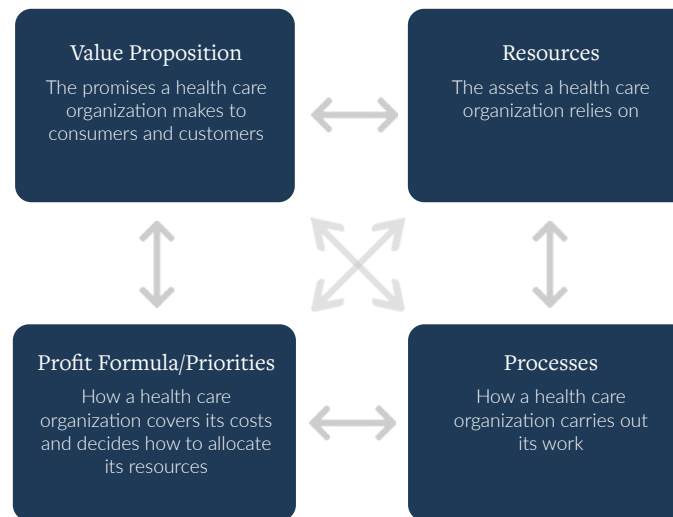 Value Proposition
The promises a health care
organization makes to
consumers and customers
Resources
The assets a health care
organization relies on
Profit Formula/Priorities
How a health care
organization covers its costs
and decides how to allocate
its resources
Processes
How a health care
organization carries out
its work